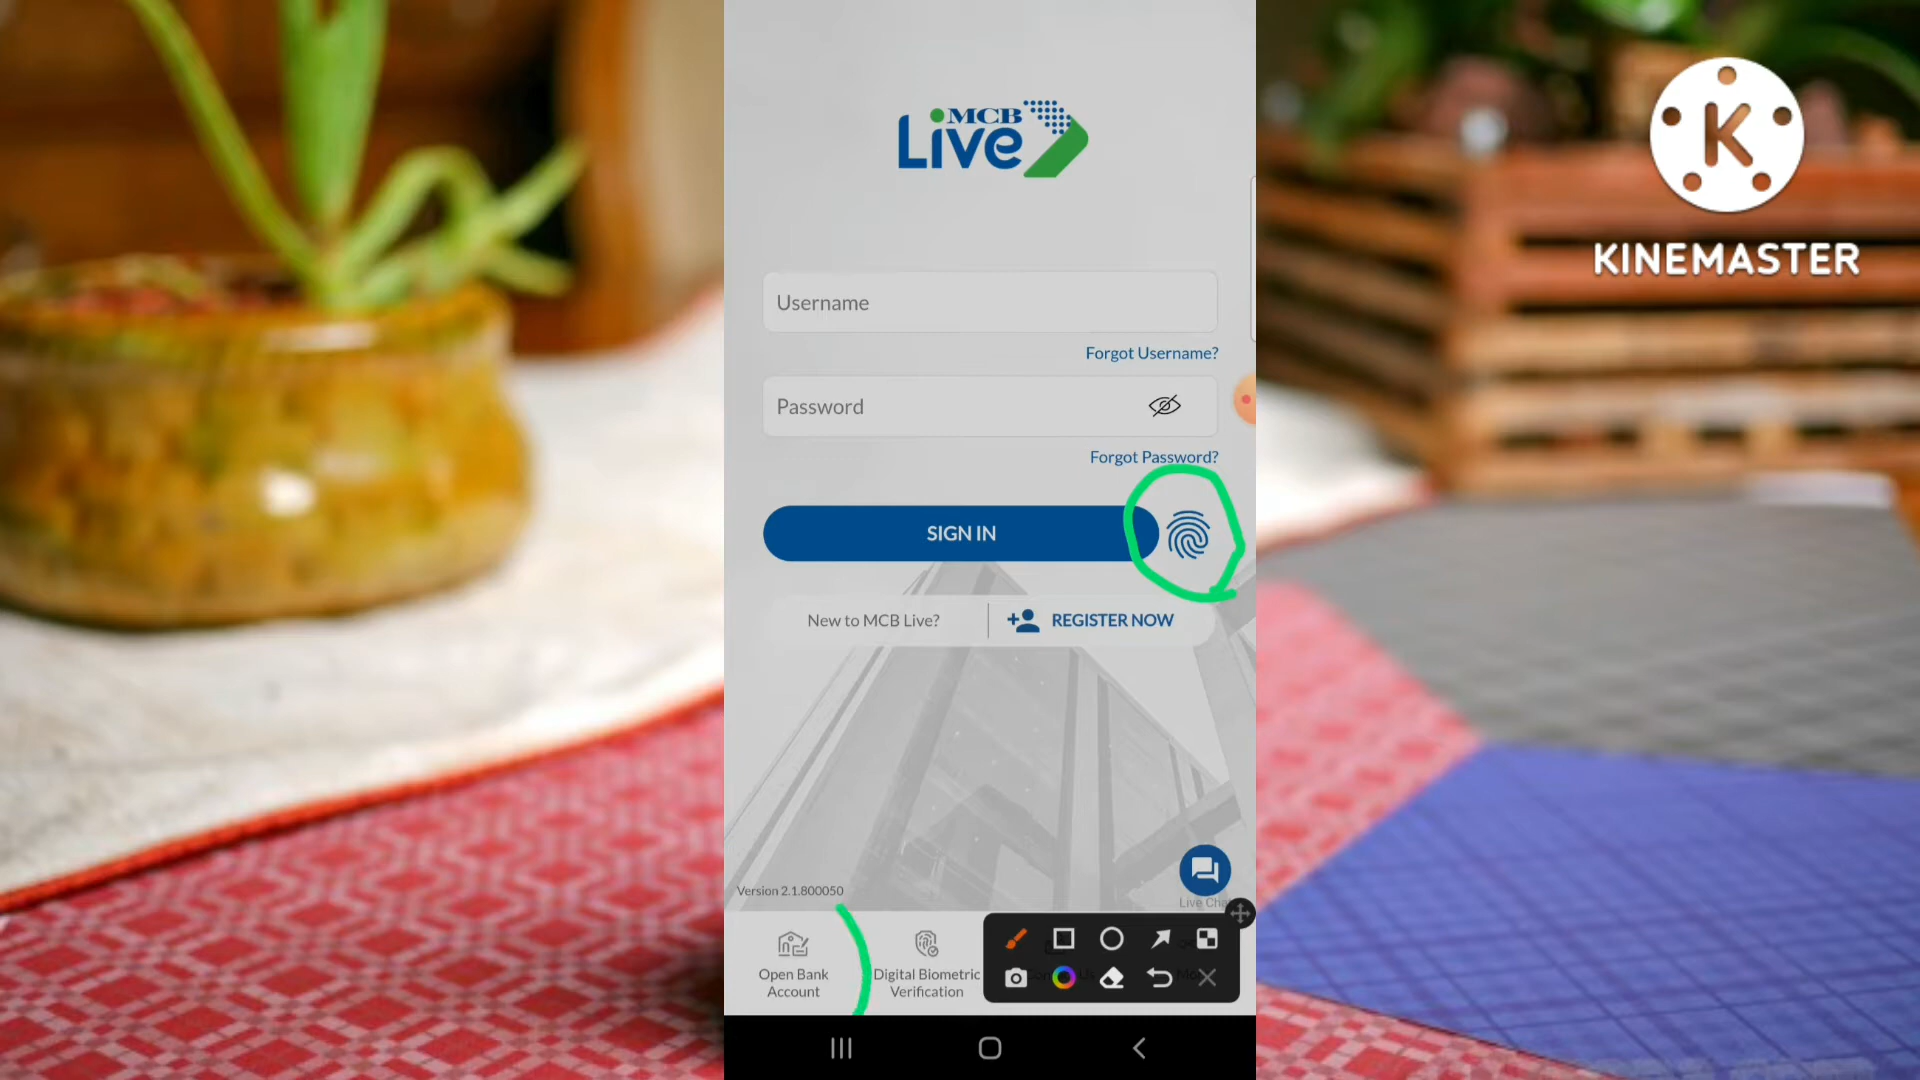 MCB
Live
K
KINEMASTER
Username
Forgot Username?
Password
Forgot Password?
SIGN IN
New to MCB Live?
REGISTER NOW
Version 2.1.800050
Live Cha
Open Bank
Account
Digital Biometric
Verification